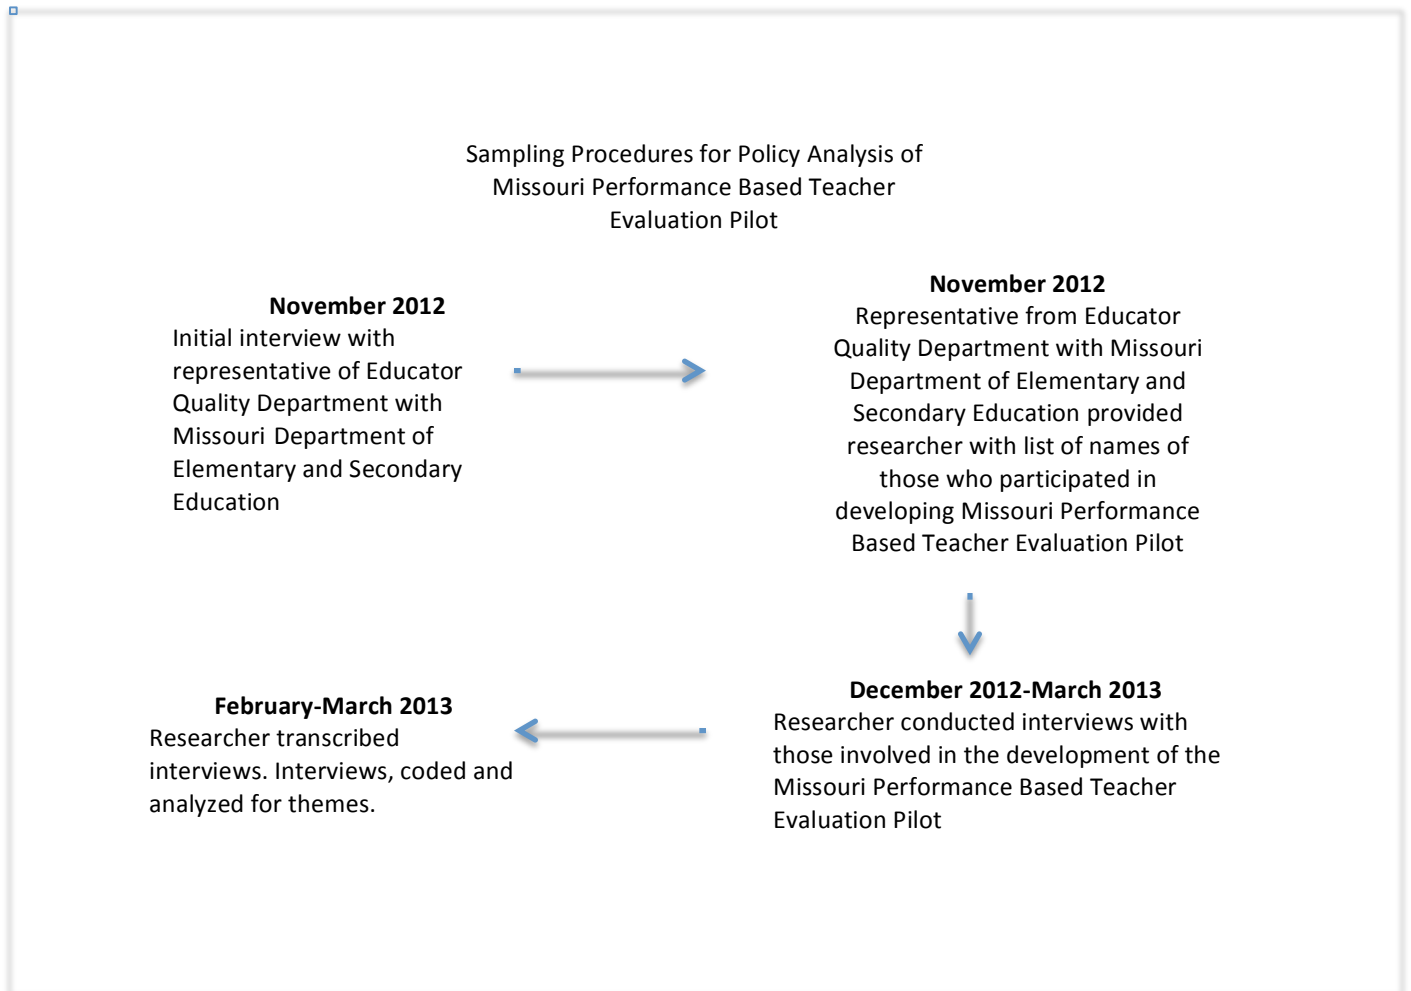 Sampling Procedures for Policy Analysis of
Missouri Performance Based Teacher
Evaluation Pilot
November 2012
Initial interview with
representative of Educator
Quality Department with
Missouri Department of
Elementary and Secondary
Education
November 2012
Representative from Educator
Quality Department with Missouri
Department of Elementary and
Secondary Education provided
researcher with list of names of
those who participated in
developing Missouri Performance
Based Teacher Evaluation Pilot
December 2012-March 2013
Researcher conducted interviews with
those involved in the development of the
Missouri Performance Based Teacher
Evaluation Pilot
February-March 2013
Researcher transcribed
interviews. Interviews, coded and
analyzed for themes.